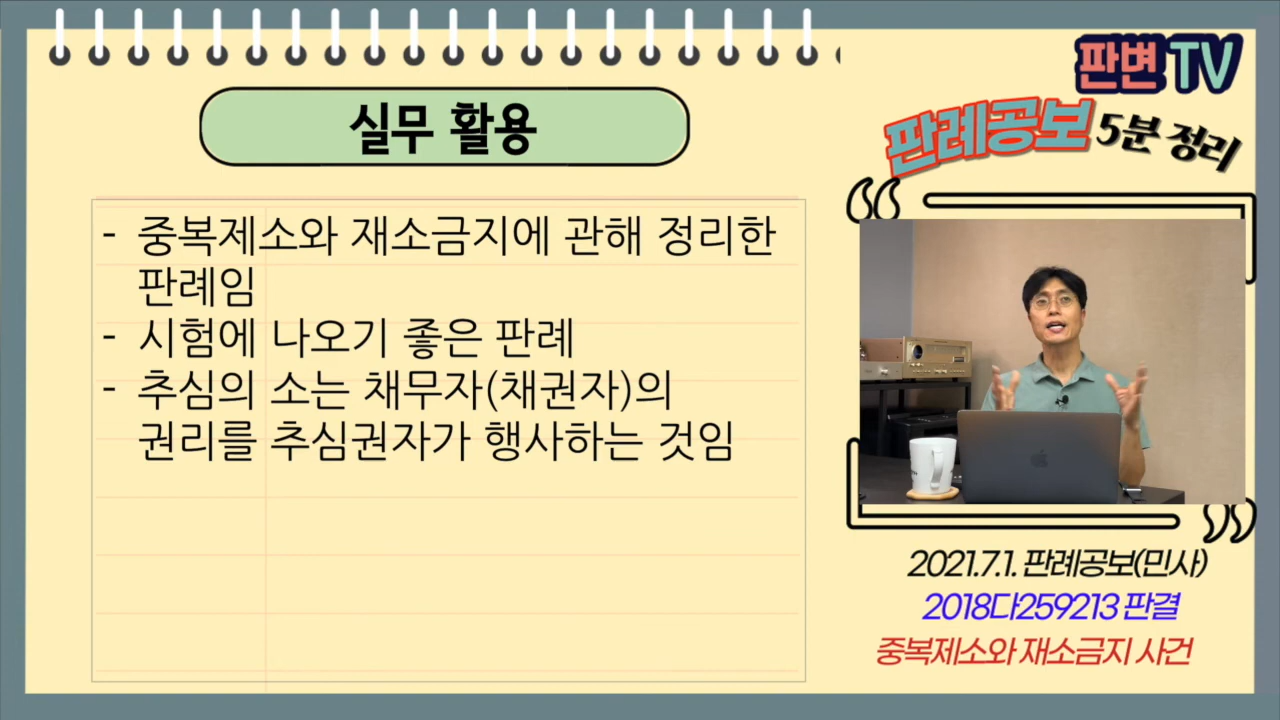 실무 활용
- 중복제소와 재소금지에 관해 정리한
판례임
- 시험에 나오기 좋은 판례
- 추심의 소는 채무자(채권자)의
권리를 추심권자가 행사하는 것임
판변TV
판례공보 5분 정리
2021.7.1. 판례공보(민사)
2018다259213 판결
중복제소와 재소금지 사건